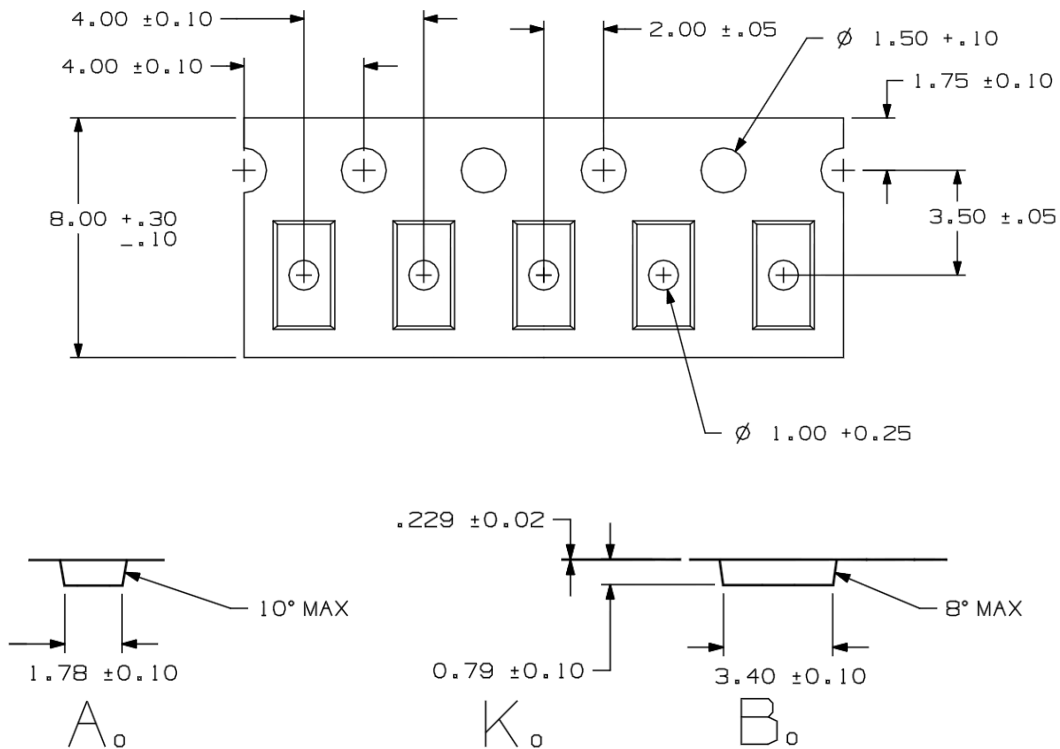 4.00 ±0.10
2.00 ±.05
Ø 1.50 +.10
4.00 ±0.10
1.75 ±0.10
8.00 +.30
-.10
3.50 ±.05
Ø 1.00 +0.25
.229 ±0.02
10° MAX
8° MAX
1.78 ±0.10
0.79 ±0.10
3.40 ±0.10
A₀
K₀
B₀